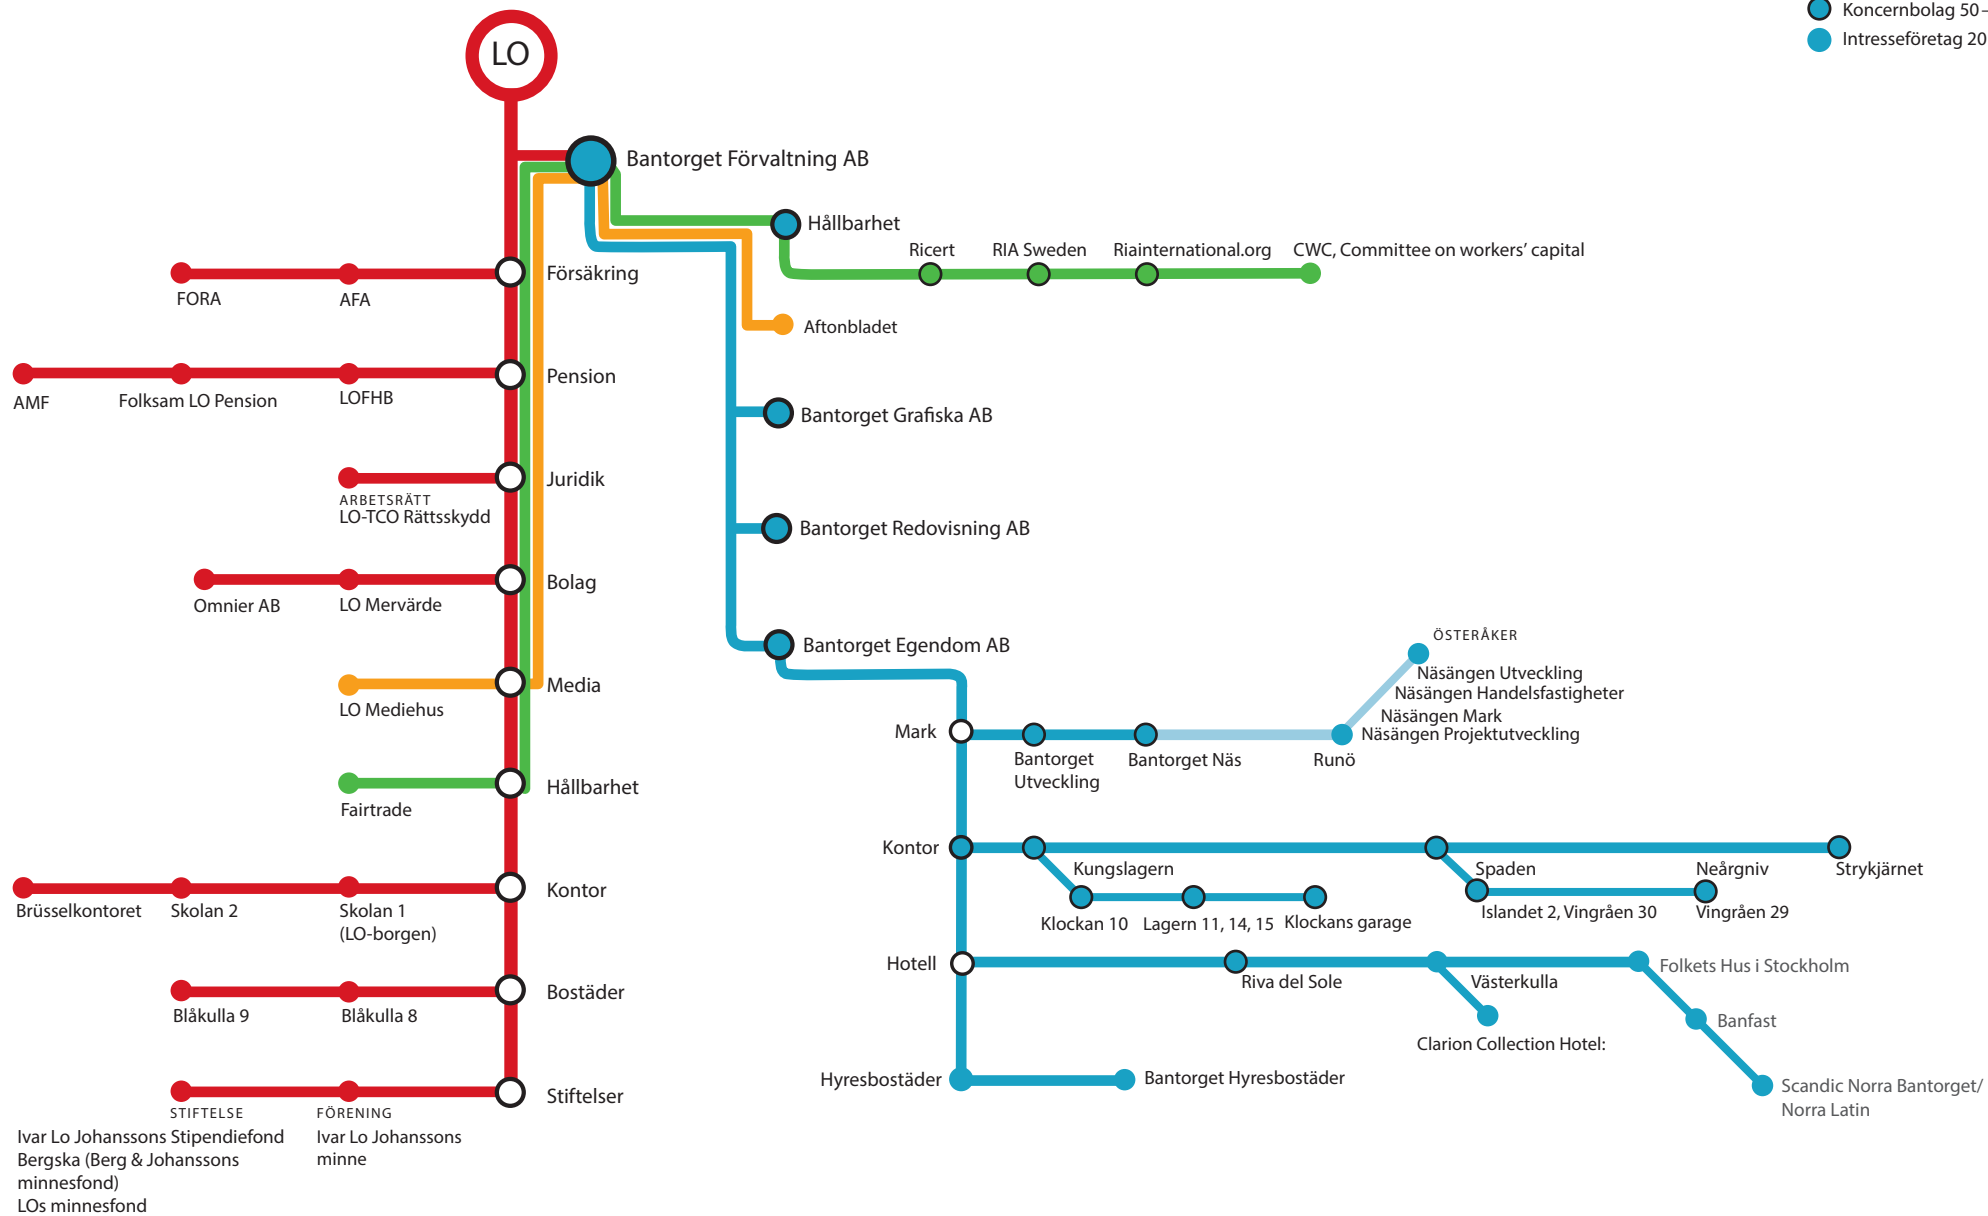 Koncernbolag 50–
Intresseföretag 20
LO
Bantorget Förvaltning AB
Hållbarhet
Ricert
RIA Sweden
Riainternational.org
CWC, Committee on workers’ capital
Aftonbladet
Bantorget Grafiska AB
Bantorget Redovisning AB
Bantorget Egendom AB
Försäkring
FORA
AFA
Pension
AMF
Folksam LO Pension
LOFHB
Juridik
ARBETSRÄTT
LO-TCO Rättsskydd
Bolag
Omnier AB
LO Mervärde
Media
LO Mediehus
Hållbarhet
Fairtrade
Kontor
Brüsselkontoret
Skolan 2
Skolan 1
(LO-borgen)
Bostäder
Blåkulla 9
Blåkulla 8
Stiftelser
STIFTELSE
Ivar Lo Johanssons Stipendiefond
Bergska (Berg & Johanssons
minnesfond)
LOs minnesfond
FÖRENING
Ivar Lo Johanssons
minne
Mark
Bantorget
Utveckling
Bantorget Näs
Runö
ÖSTERÅKER
Näsängen Utveckling
Näsängen Handelsfastigheter
Näsängen Mark
Näsängen Projektutveckling
Kontor
Kungslagern
Klockan 10
Lagern 11, 14, 15
Klockans garage
Spaden
Islandet 2, Vingråen 30
Neårgniv
Vingråen 29
Strykjärnet
Hotell
Riva del Sole
Västerkulla
Clarion Collection Hotel:
Folkets Hus i Stockholm
Banfast
Scandic Norra Bantorget/
Norra Latin
Hyresbostäder
Bantorget Hyresbostäder